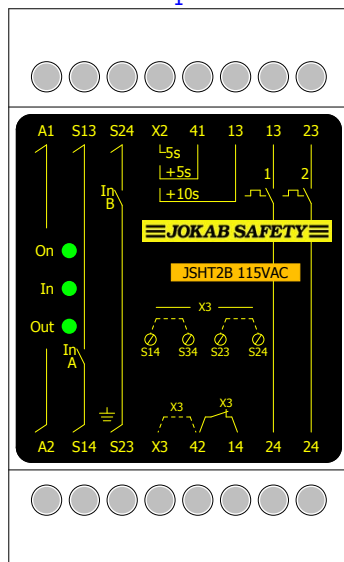 1
A1 S13 S24 X2 41 13 13 23
5s
+5s
+10s
1 2
In
B
JOKAB SAFETY
On
JSHT2B 115VAC
In
X3
Out
S14 S34 S23 S24
In
A
X3 X3
A2 S14 S23 X3 42 14 24 24